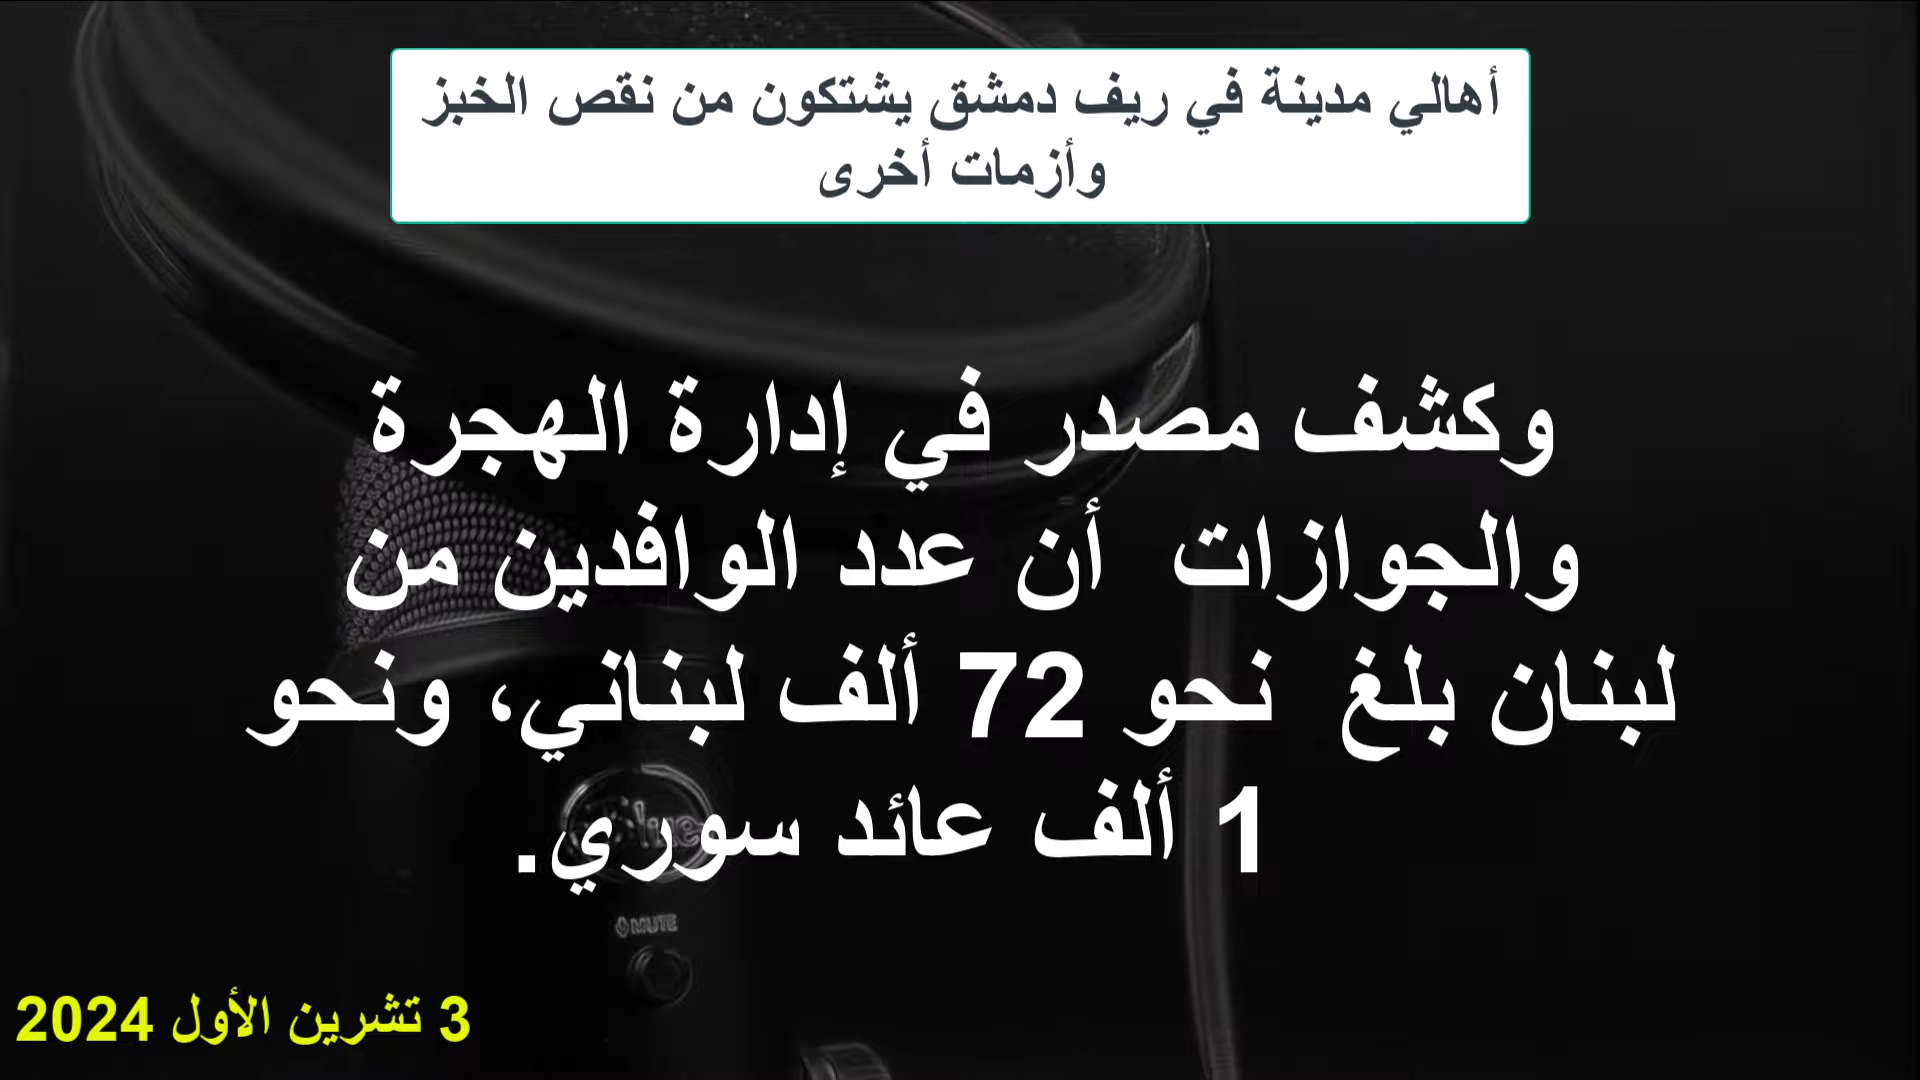 أهالي مدينة في ريف دمشق يشتكون من نقص الخبز
وأزمات أخرى
وكشف مصدر في إدارة الهجرة
والجوازات أن عدد الوافدين من
لبنان بلغ نحو 72 ألف لبناني، ونحو
1 ألف عائد سوري.
MUTE
3 تشرين الأول 2024